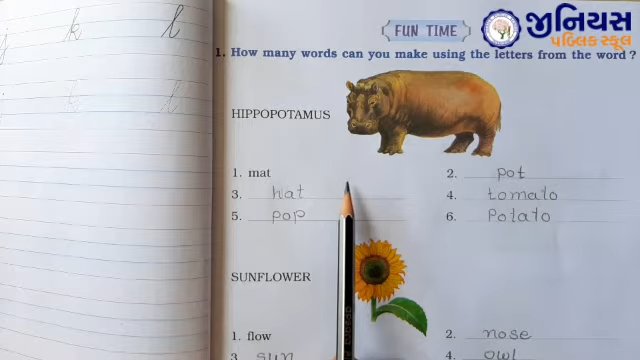 j k l
FUN TIME
જીનિયસ
પબ્લિક સ્કૂલ
1. How many words can you make using the letters from the word ?
k l
HIPPOPOTAMUS
1. mat 2. pot
3. hat 4. tomato
5. pop 6. Potato
SUNFLOWER
1. flow 2. nose
3. sun 4. owl